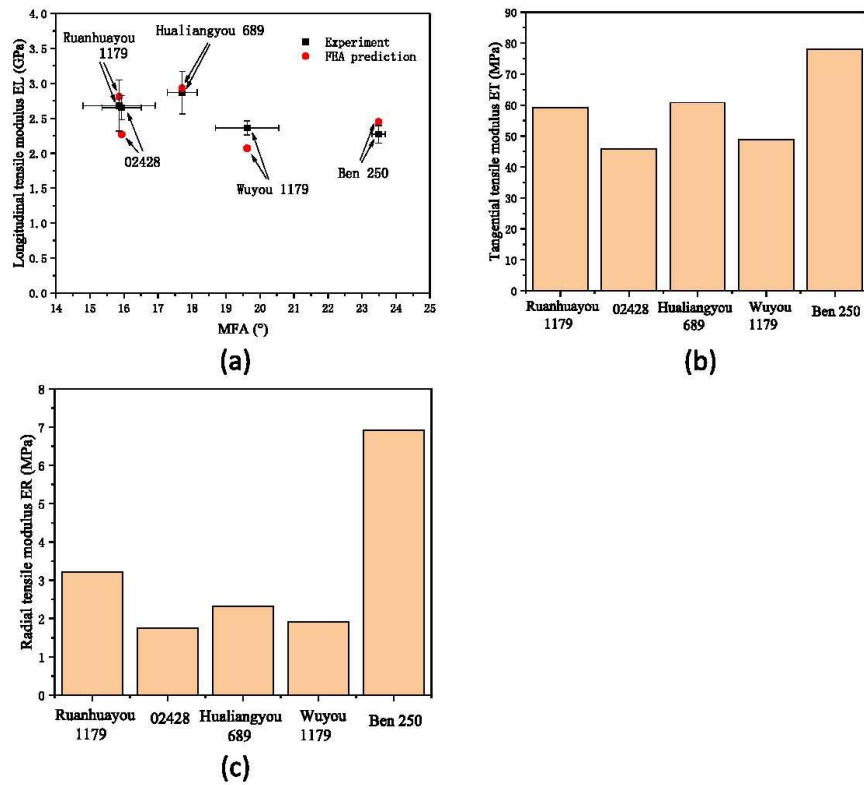 Longitudinal tensile modulus EL (GPa)
4.0
3.5
3.0
2.5
2.0
1.5
1.0
0.5
0.0
Ruanhuayou
1179
Hualiangyou 689
Experiment
FEA prediction
02428
Wuyou 1179
Ben 250
14 15 16 17 18 19 20 21 22 23 24 25
MFA (°)
(a)
Tangential tensile modulus ET (MPa)
90
80
70
60
50
40
30
20
10
0
Ruanhuayou 02428 Hualiangyou Wuyou Ben 250
1179 689 1179
(b)
Radial tensile modulus ER (MPa)
8
7
6
5
4
3
2
1
0
Ruanhuayou 02428 Hualiangyou Wuyou Ben 250
1179 689 1179
(c)